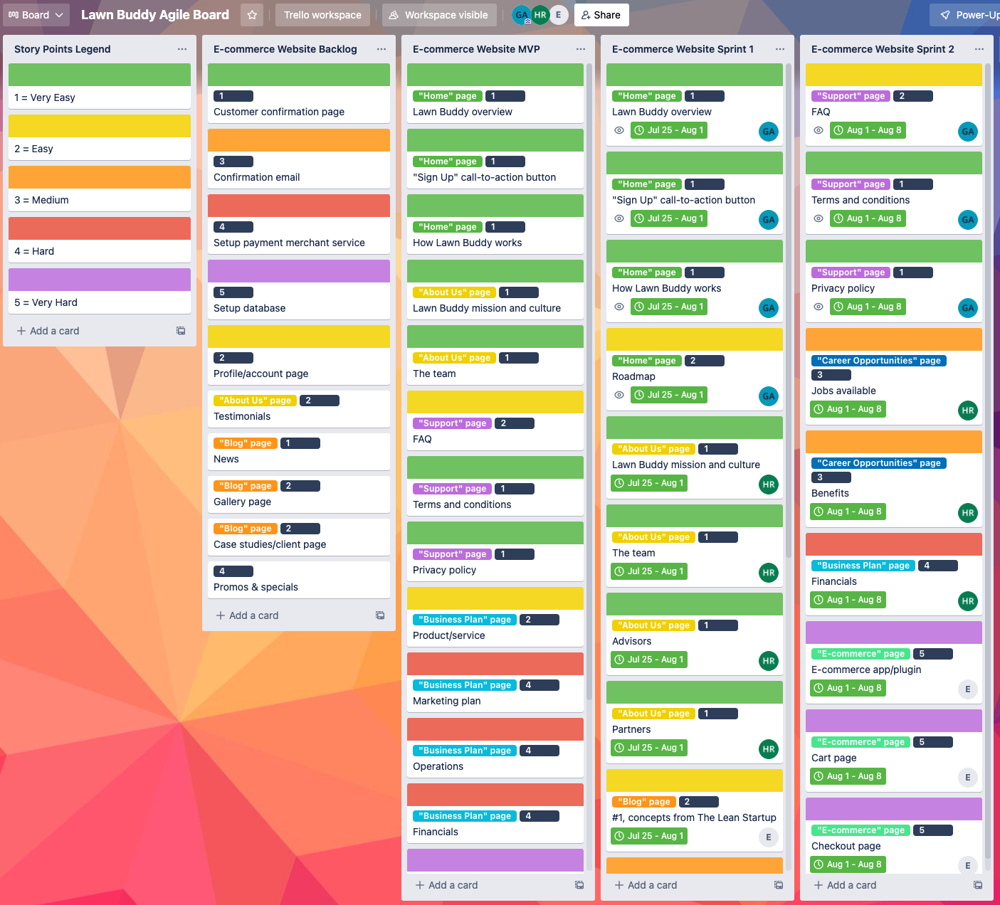 Board
Lawn Buddy Agile Board
Trello workspace
Workspace visible
GA
HR
E
Share
Power-Up
Story Points Legend
1 = Very Easy
2 = Easy
3 = Medium
4 = Hard
5 = Very Hard
Add a card
E-commerce Website Backlog
1
Customer confirmation page
3
Confirmation email
4
Setup payment merchant service
5
Setup database
2
Profile/account page
"About Us" page 2
Testimonials
"Blog" page 1
News
"Blog" page 2
Gallery page
"Blog" page 2
Case studies/client page
4
Promos & specials
Add a card
E-commerce Website MVP
"Home" page 1
Lawn Buddy overview
"Home" page 1
"Sign Up" call-to-action button
"Home" page 1
How Lawn Buddy works
"About Us" page 1
Lawn Buddy mission and culture
"About Us" page 1
The team
"Support" page 2
FAQ
"Support" page 1
Terms and conditions
"Support" page 1
Privacy policy
"Business Plan" page 2
Product/service
"Business Plan" page 4
Marketing plan
"Business Plan" page 4
Operations
"Business Plan" page 4
Financials
Add a card
E-commerce Website Sprint 1
"Home" page 1
Lawn Buddy overview
Jul 25 - Aug 1 GA
"Home" page 1
"Sign Up" call-to-action button
Jul 25 - Aug 1 GA
"Home" page 1
How Lawn Buddy works
Jul 25 - Aug 1 GA
"Home" page 2
Roadmap
Jul 25 - Aug 1 GA
"About Us" page 1
Lawn Buddy mission and culture
Jul 25 - Aug 1 HR
"About Us" page 1
The team
Jul 25 - Aug 1 HR
"About Us" page 1
Advisors
Jul 25 - Aug 1 HR
"About Us" page 1
Partners
Jul 25 - Aug 1 HR
"Blog" page 2
#1, concepts from The Lean Startup
Jul 25 - Aug 1 E
Add a card
E-commerce Website Sprint 2
"Support" page 2
FAQ
Aug 1 - Aug 8 GA
"Support" page 1
Terms and conditions
Aug 1 - Aug 8 GA
"Support" page 1
Privacy policy
Aug 1 - Aug 8 GA
"Career Opportunities" page
3
Jobs available
Aug 1 - Aug 8 HR
"Career Opportunities" page
3
Benefits
Aug 1 - Aug 8 HR
"Business Plan" page 4
Financials
Aug 1 - Aug 8 HR
"E-commerce" page 5
E-commerce app/plugin
Aug 1 - Aug 8 E
"E-commerce" page 5
Cart page
Aug 1 - Aug 8 E
"E-commerce" page 5
Checkout page
Aug 1 - Aug 8 E
Add a card